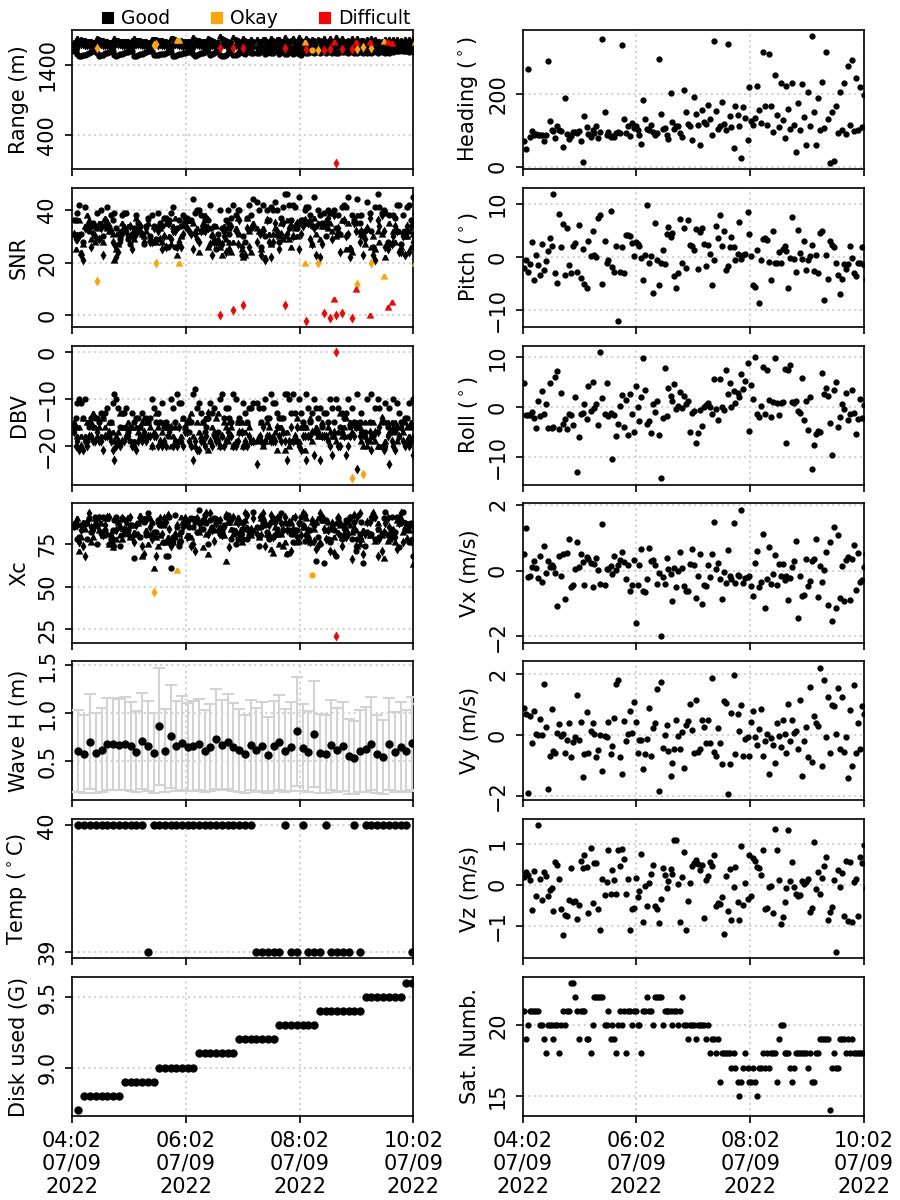 Good Okay Difficult
Range (m)
1400
400
Heading (°)
200
0
SNR
40
20
0
Pitch (°)
10
0
−10
DBV
0
−10
−20
Roll (°)
10
0
−10
Xc
75
50
25
Vx (m/s)
2
0
−2
Wave H (m)
1.5
1.0
0.5
Vy (m/s)
2
0
−2
Temp (°C)
40
39
Vz (m/s)
1
0
−1
Disk used (G)
9.5
9.0
Sat. Numb.
20
15
04:02 06:02 08:02 10:02 04:02 06:02 08:02 10:02
07/09 07/09 07/09 07/09 07/09 07/09 07/09 07/09
2022 2022 2022 2022 2022 2022 2022 2022